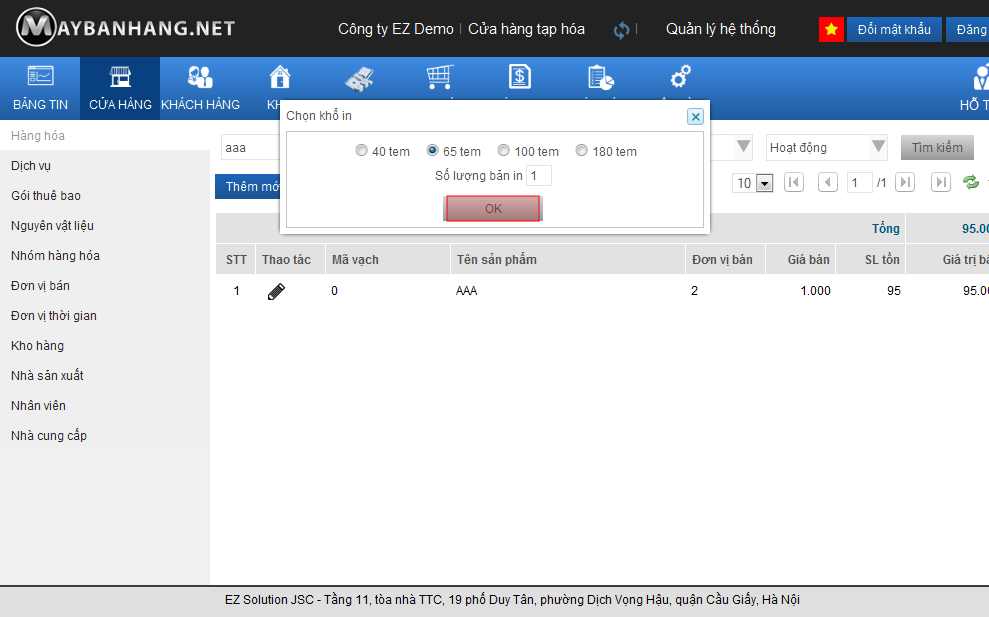 MAYBANHANG.NET
Công ty EZ Demo | Cửa hàng tạp hóa | Quản lý hệ thống Đổi mật khẩu Đăng
BẢNG TIN CỬA HÀNG KHÁCH HÀNG KH HỖ T
Hàng hóa
Dịch vụ
Gói thuê bao
Nguyên vật liệu
Nhóm hàng hóa
Đơn vị bán
Đơn vị thời gian
Kho hàng
Nhà sản xuất
Nhân viên
Nhà cung cấp
Chọn khổ in
40 tem 65 tem 100 tem 180 tem
Số lượng bản in 1
OK
aaa Hoạt động Tìm kiếm
Thêm mớ 10 1 /1
Tổng 95.00
STT Thao tác Mã vạch Tên sản phẩm Đơn vị bán Giá bán SL tồn Giá trị bá
1 0 AAA 2 1.000 95 95.00
EZ Solution JSC - Tầng 11, tòa nhà TTC, 19 phố Duy Tân, phường Dịch Vọng Hậu, quận Cầu Giấy, Hà Nội